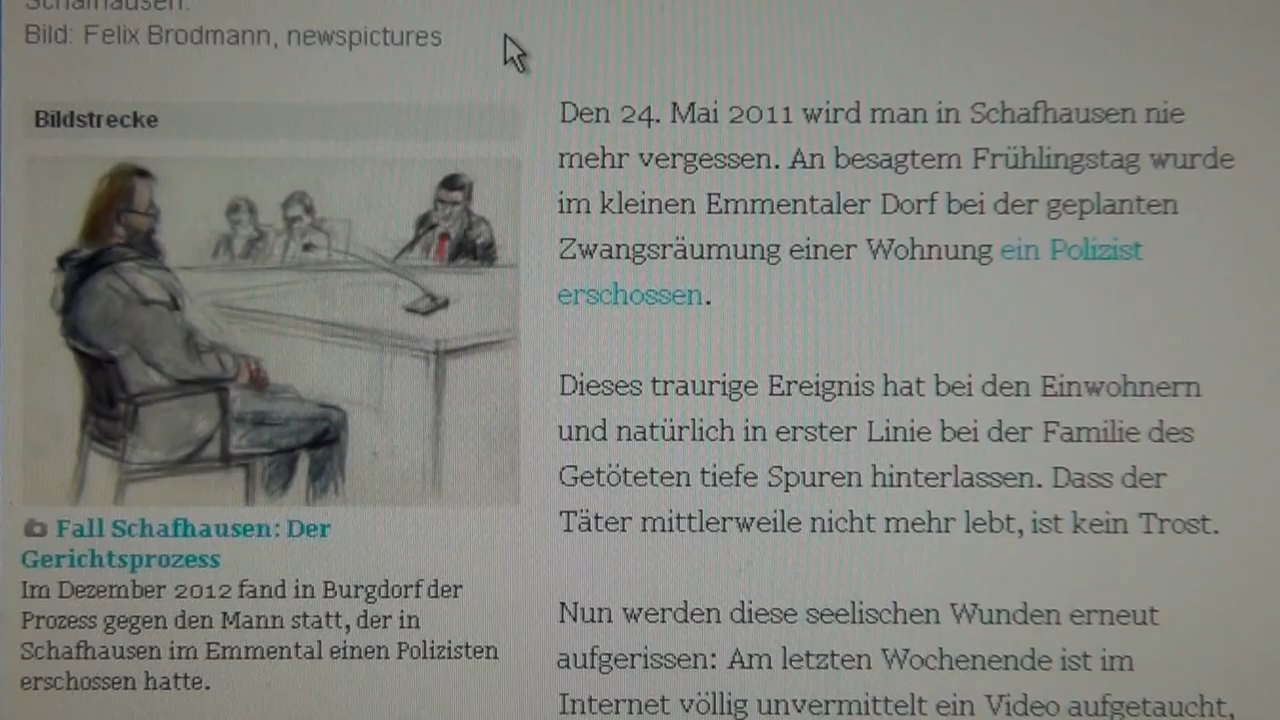 Schafhausen.
Bild: Felix Brodmann, newspictures
Bildstrecke
Fall Schafhausen: Der
Gerichtsprozess
Im Dezember 2012 fand in Burgdorf der
Prozess gegen den Mann statt, der in
Schafhausen im Emmental einen Polizisten
erschossen hatte.
Den 24. Mai 2011 wird man in Schafhausen nie
mehr vergessen. An besagtem Frühlingstag wurde
im kleinen Emmentaler Dorf bei der geplanten
Zwangsräumung einer Wohnung ein Polizist
erschossen.
Dieses traurige Ereignis hat bei den Einwohnern
und natürlich in erster Linie bei der Familie des
Getöteten tiefe Spuren hinterlassen. Dass der
Täter mittlerweile nicht mehr lebt, ist kein Trost.
Nun werden diese seelischen Wunden erneut
aufgerissen: Am letzten Wochenende ist im
Internet völlig unvermittelt ein Video aufgetaucht,